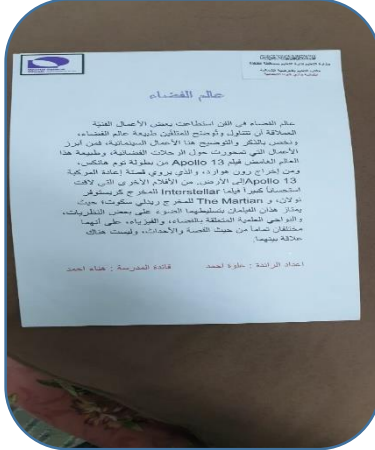 عالم الفضاء
عالم الفضاء في الفن استطاعت بعض الأعمال الفنية
العملاقة أن تتناول وتوضح للمتلقين طبيعة عالم الفضاء،
ونخص بالذكر والتوضيح هنا الأعمال السينمائية، فمن أبرز
الأعمال التي تمحورت حول الرحلات الفضائية، وطبيعة هذا
العالم الغامض فيلم Apollo 13 من بطولة توم هانكس،
ومن إخراج رون هوارد، والذي يروي قصة إعادة المركبة
Apollo 13 إلى الأرض, من الأفلام الأخرى التي لاقت
استحساناً كبيراً فيلما Interstellar للمخرج كريستوفر
نولان، و The Martian للمخرج ريدلي سكوت؛ حيث
يمتاز هذان الفيلمان بتسليطهما الضوء على بعض النظريات،
والنواحي العلمية المتعلقة بالفضاء، والفيزياء، على أنهما
مختلفان تماماً من حيث القصة والأحداث، وليست هناك
علاقة بينهما.
اعداد الرائدة : علوة احمد قائدة المدرسة : هناء احمد